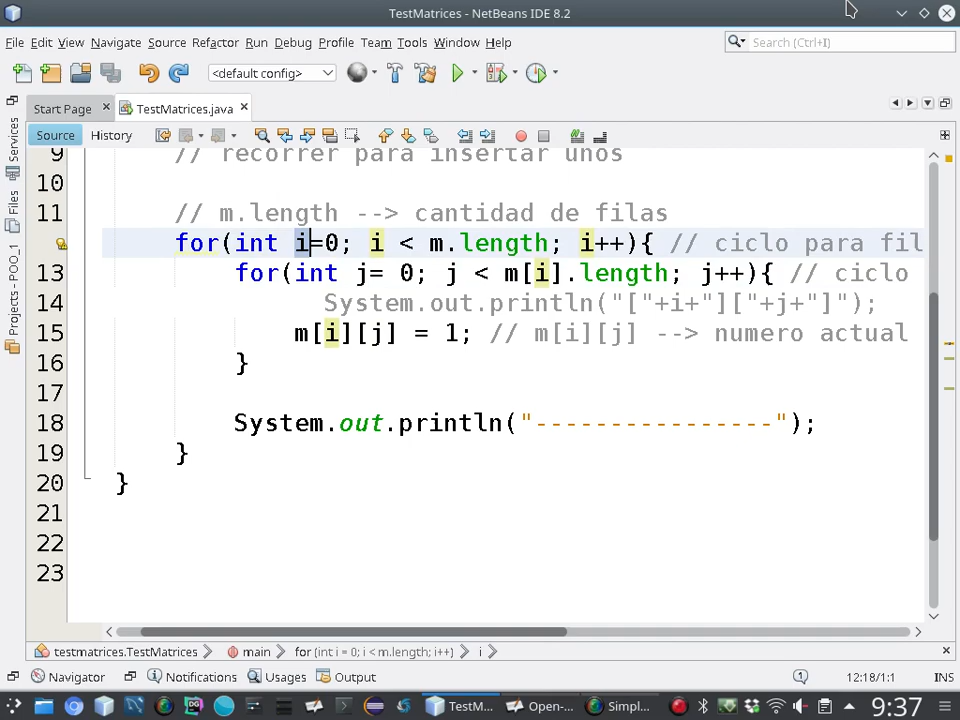 TestMatrices - NetBeans IDE 8.2
File Edit View Navigate Source Refactor Run Debug Profile Team Tools Window Help
Search (Ctrl+I)
<default config>
Start Page
TestMatrices.java
Source History
Services
Files
Projects - POO_1
9 // recorrer para insertar unos
10
11 // m.length --> cantidad de filas
for(int i=0; i < m.length; i++){ // ciclo para fil
13 for(int j= 0; j < m[i].length; j++){ // ciclo
14 System.out.println("["+i+"]["+j+"]");
15 m[i][j] = 1; // m[i][j] --> numero actual
16 }
17
18 System.out.println("----------------");
19 }
20 }
21
22
23
testmatrices.TestMatrices main for (int i = 0; i < m.length; i++) i
Navigator Notifications Usages Output 1 12:18/1:1 INS
TestM... Open-... Simpl... 9:37